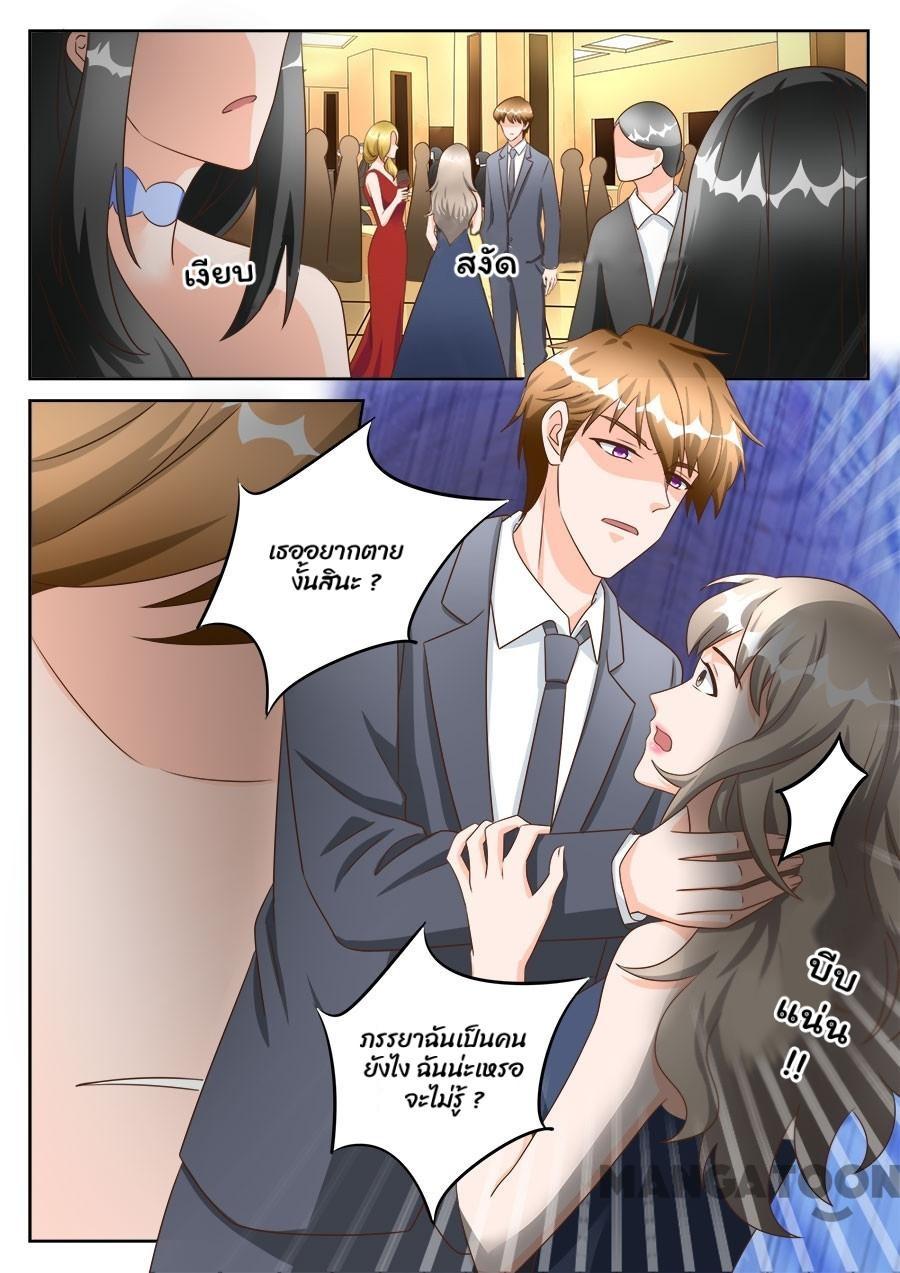 เงียบ
สงัด
เธออยากตาย
งั้นสินะ ?
ภรรยาฉันเป็นคน
ยังไง ฉันน่ะเหรอ
จะไม่รู้ ?
บีบ
แน่น
!!
MANGATOON